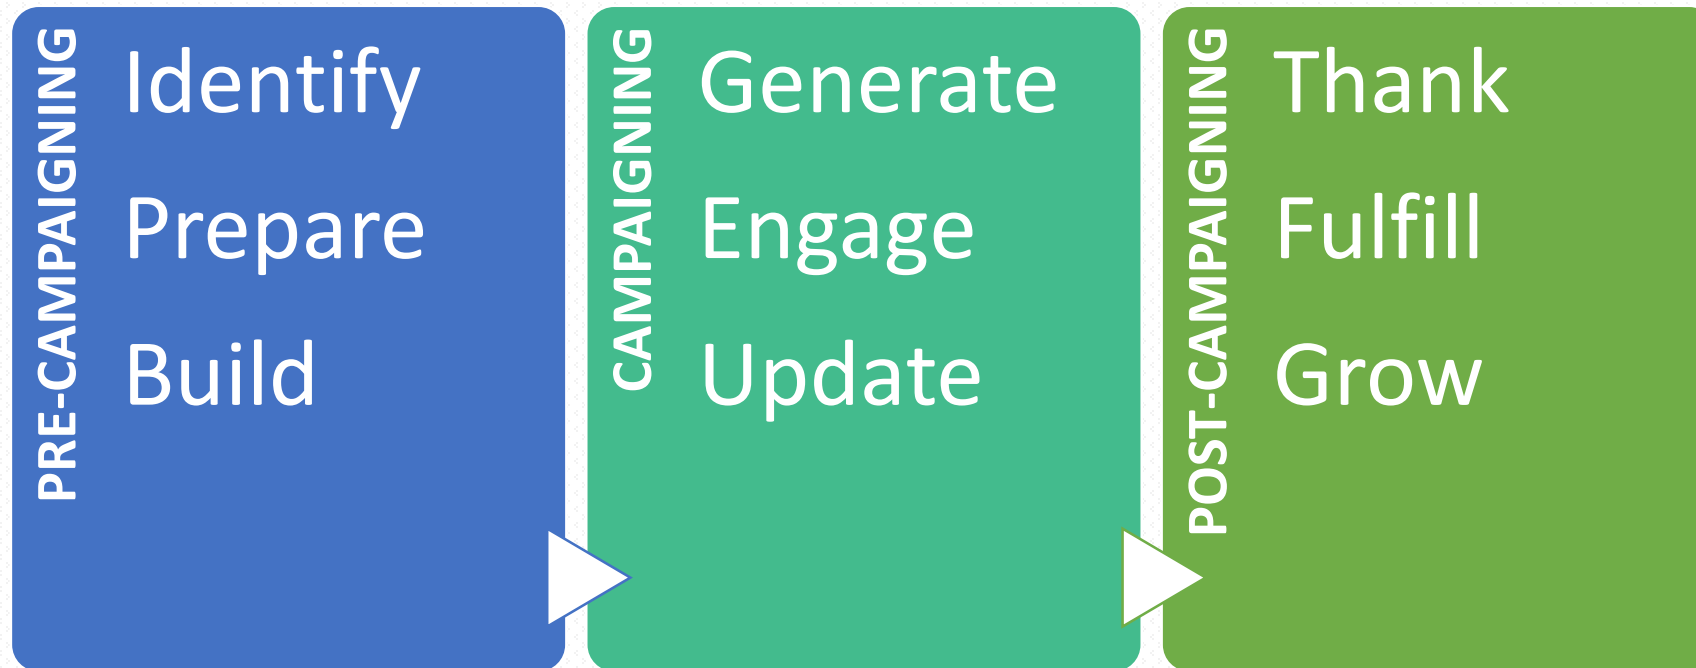 PRE-CAMPAIGNING
Identify
Prepare
Build
CAMPAIGNING
Generate
Engage
Update
POST-CAMPAIGNING
Thank
Fulfill
Grow